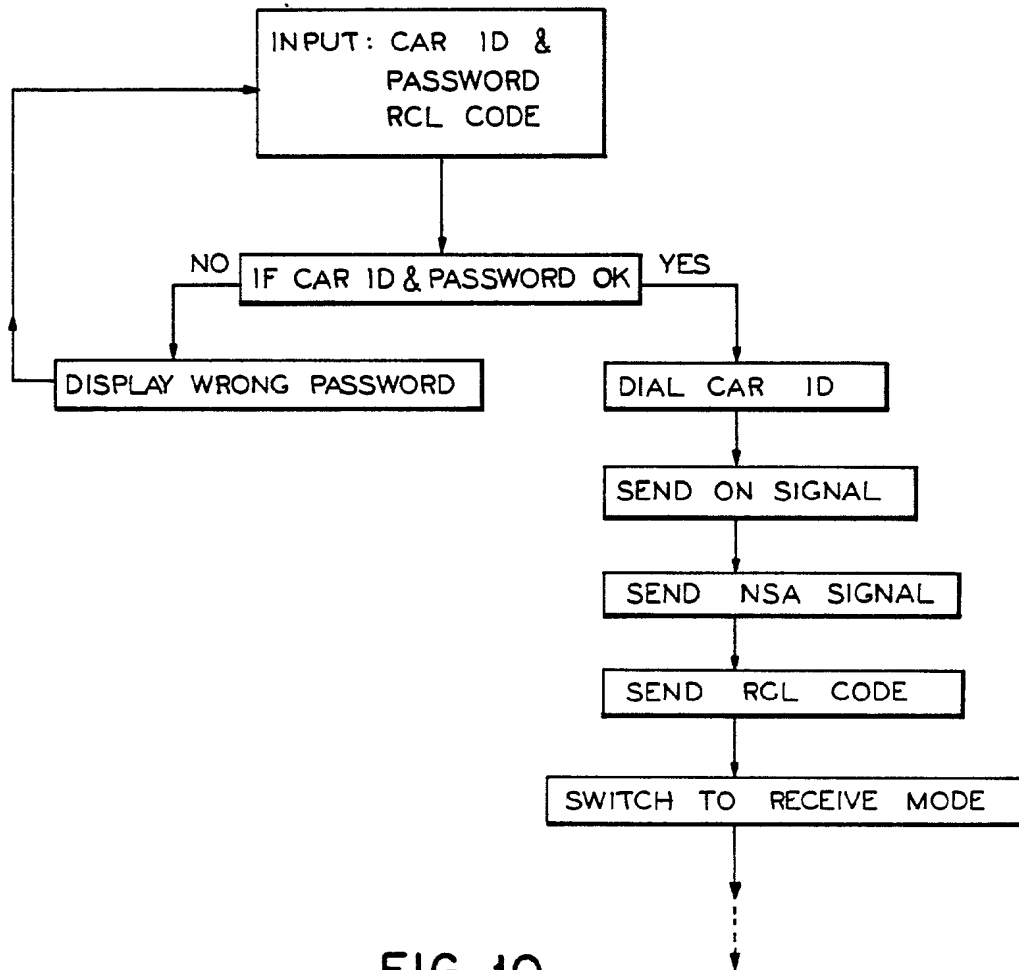 INPUT: CAR ID &
PASSWORD
RCL CODE
NO
IF CAR ID & PASSWORD OK
YES
DISPLAY WRONG PASSWORD
DIAL CAR ID
SEND ON SIGNAL
SEND NSA SIGNAL
SEND RCL CODE
SWITCH TO RECEIVE MODE
FIG. 10